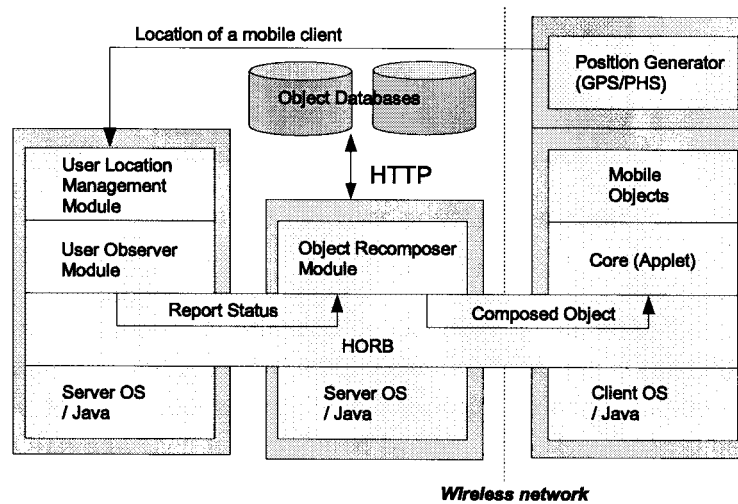 Location of a mobile client
Position Generator
(GPS/PHS)
Object Databases
User Location
Management
Module
HTTP
Mobile
Objects
User Observer
Module
Object Recomposer
Module
Core (Applet)
Report Status
Composed Object
HORB
Server OS
/ Java
Server OS
/ Java
Client OS
/ Java
Wireless network